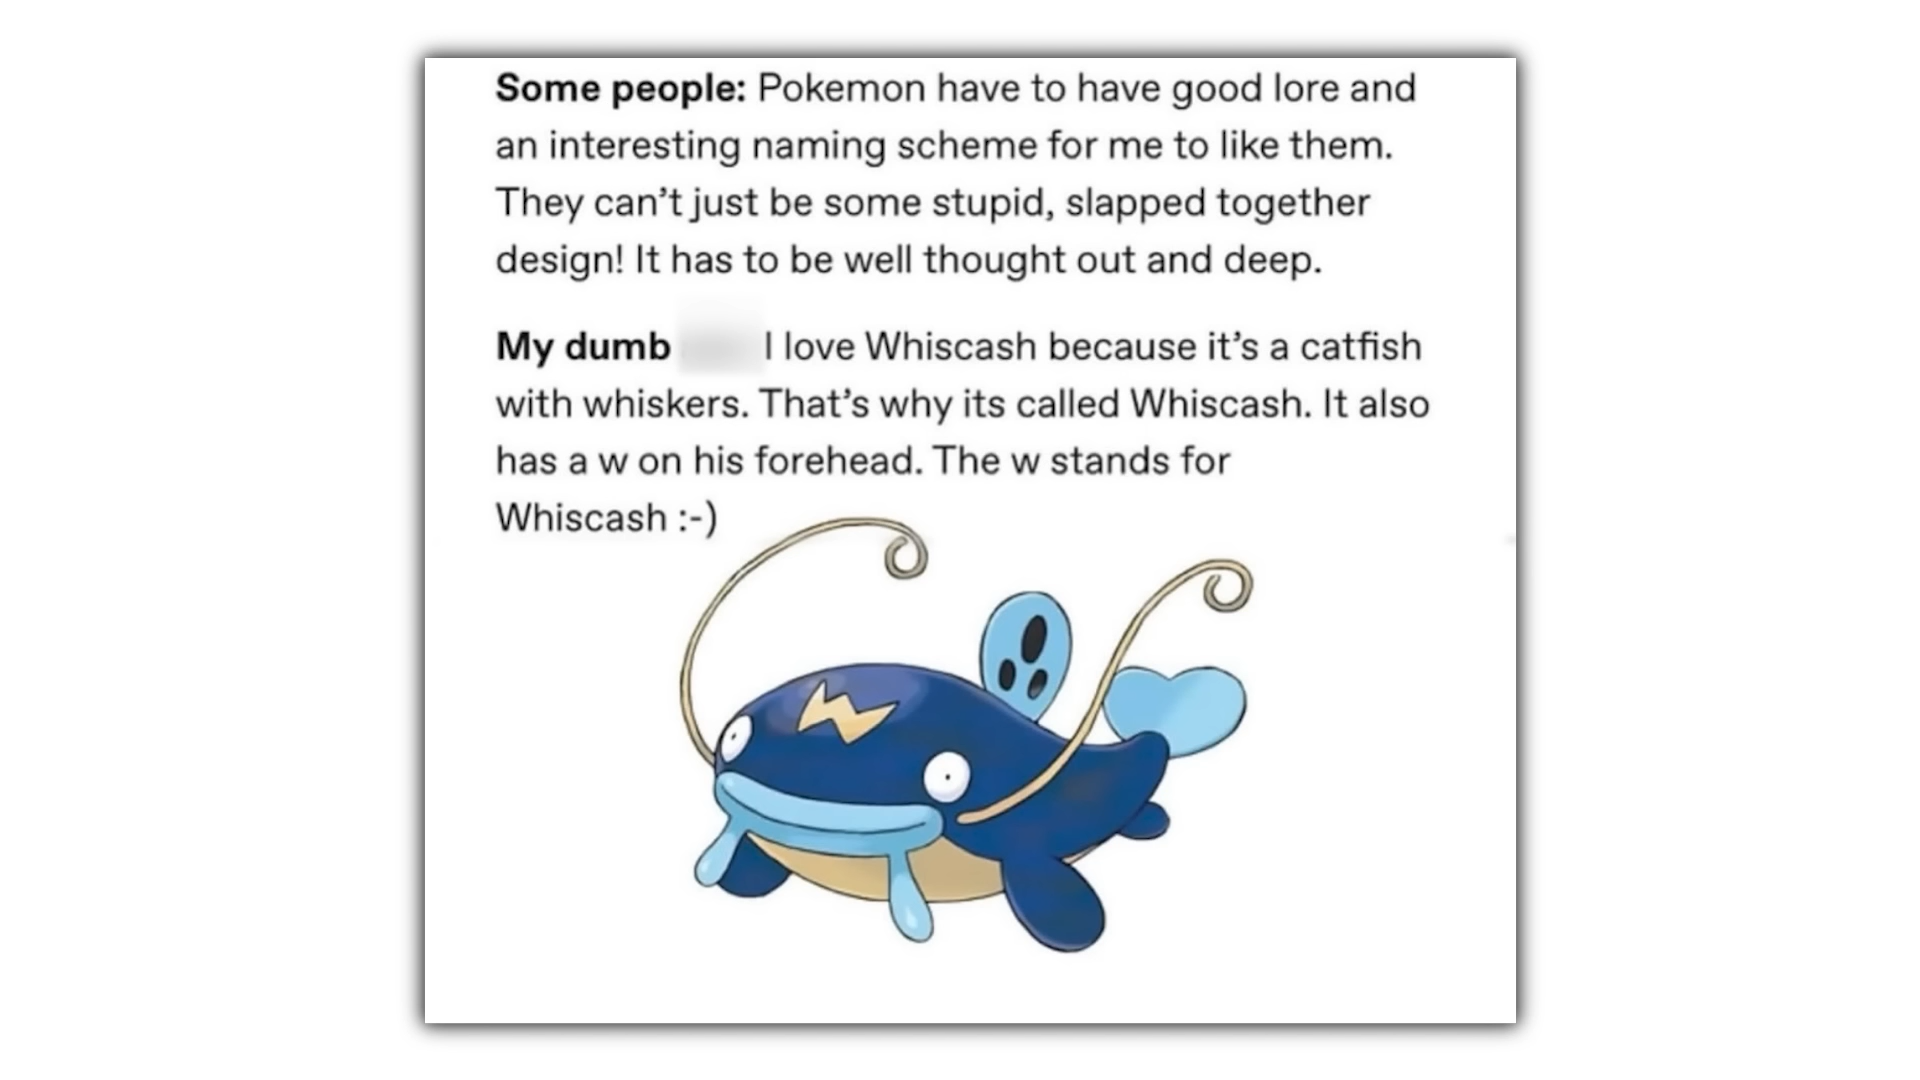 Some people: Pokemon have to have good lore and
an interesting naming scheme for me to like them.
They can’t just be some stupid, slapped together
design! It has to be well thought out and deep.
My dumb I love Whiscash because it’s a catfish
with whiskers. That’s why its called Whiscash. It also
has a w on his forehead. The w stands for
Whiscash :-)